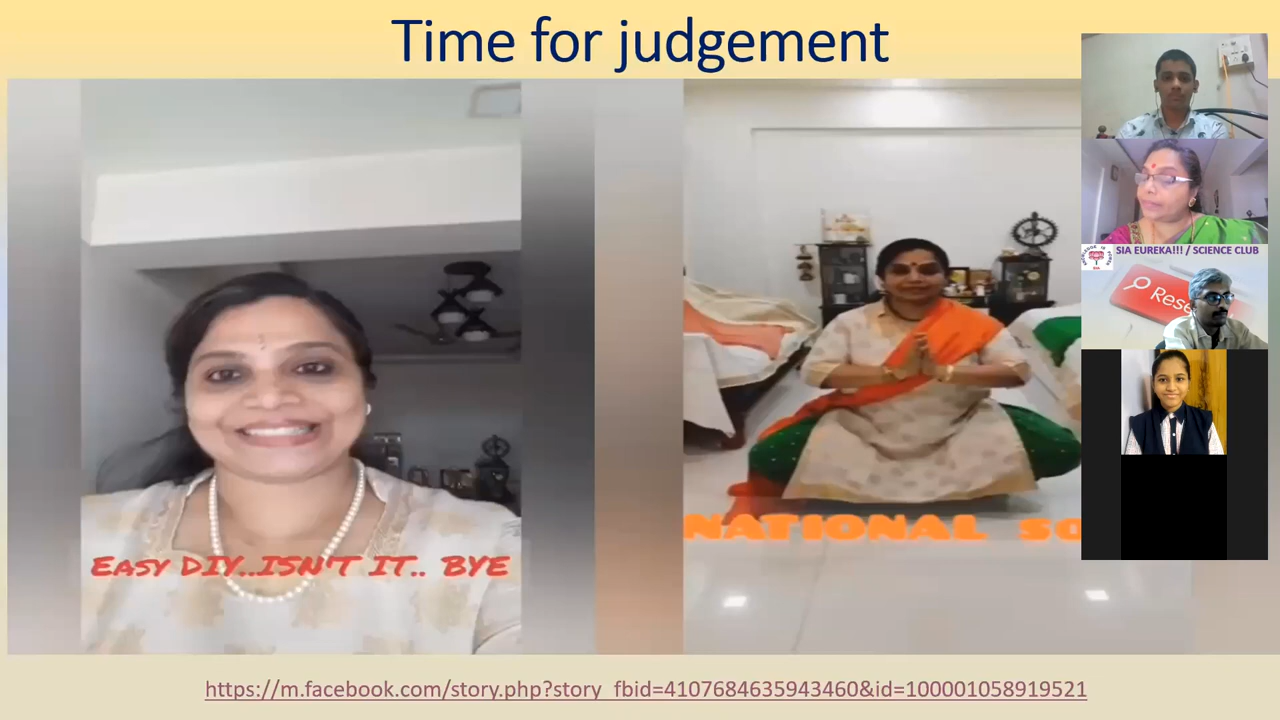 Time for judgement
SIA EUREKA!!! / SCIENCE CLUB
EASY DIY..ISN'T IT.. BYE
NATIONAL
https://m.facebook.com/story.php?story_fbid=4107684635943460&id=100001058919521